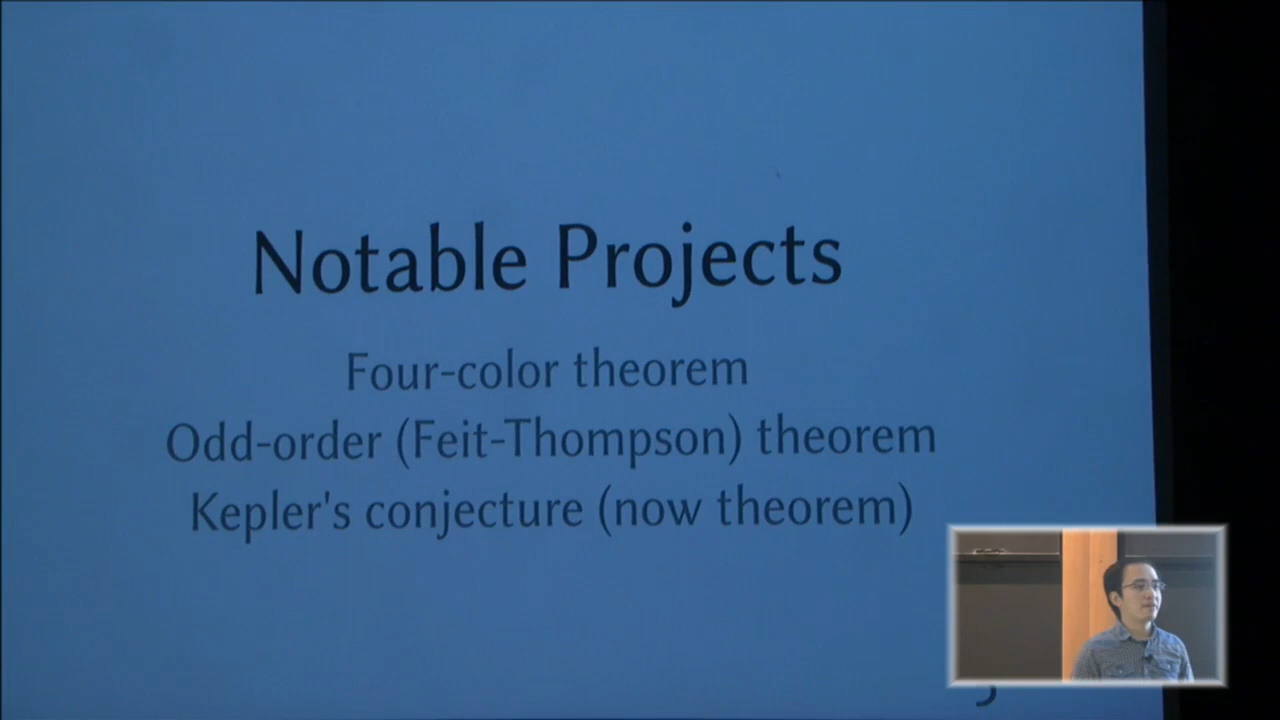 Notable Projects
Four-color theorem
Odd-order (Feit-Thompson) theorem
Kepler's conjecture (now theorem)